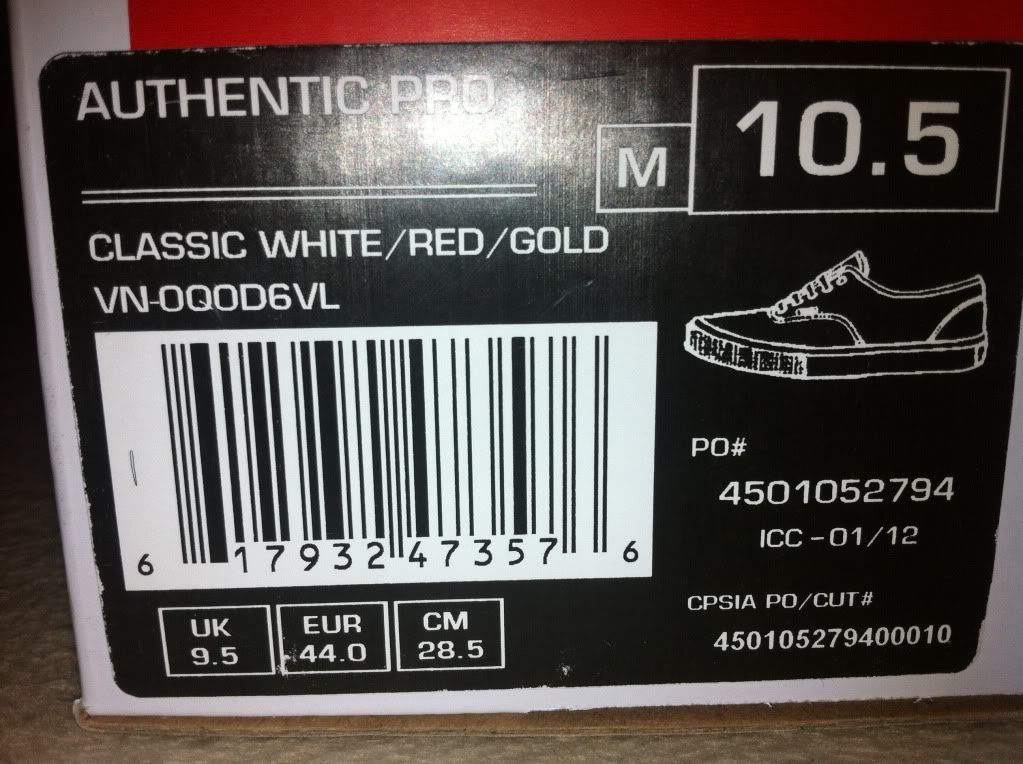 AUTHENTIC PRO
M
10.5
CLASSIC WHITE/RED/GOLD
VN-0Q0D6VL
6 17932 47357 6
PO#
4501052794
ICC-01/12
CPSIA PO/CUT#
450105279400010
UK
9.5
EUR
44.0
CM
28.5